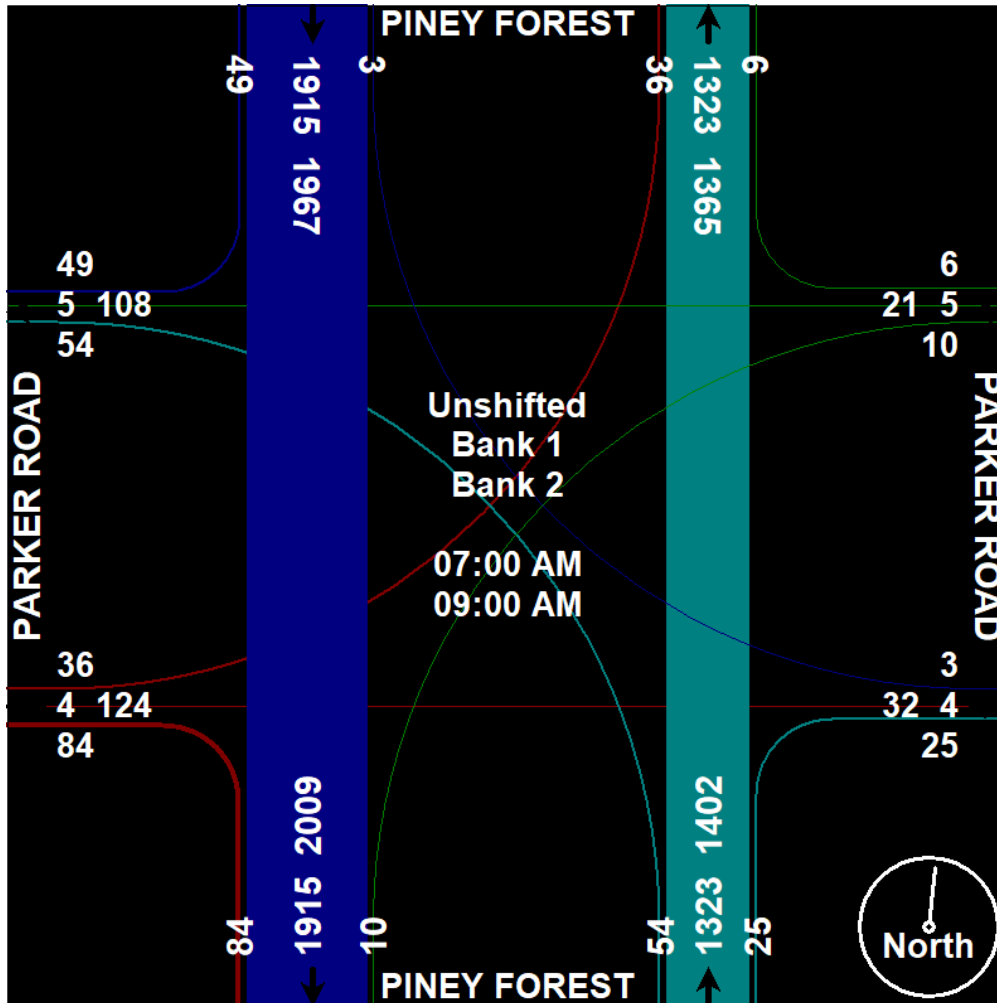 PINEY FOREST
49
1915 1967
3
36
1323 1365
6
49
5 108
54
6
21 5
10
PARKER ROAD
Unshifted
Bank 1
Bank 2
07:00 AM
09:00 AM
PARKER ROAD
36
4 124
84
3
32 4
25
84
1915 2009
10
54
1323 1402
25
North
PINEY FOREST